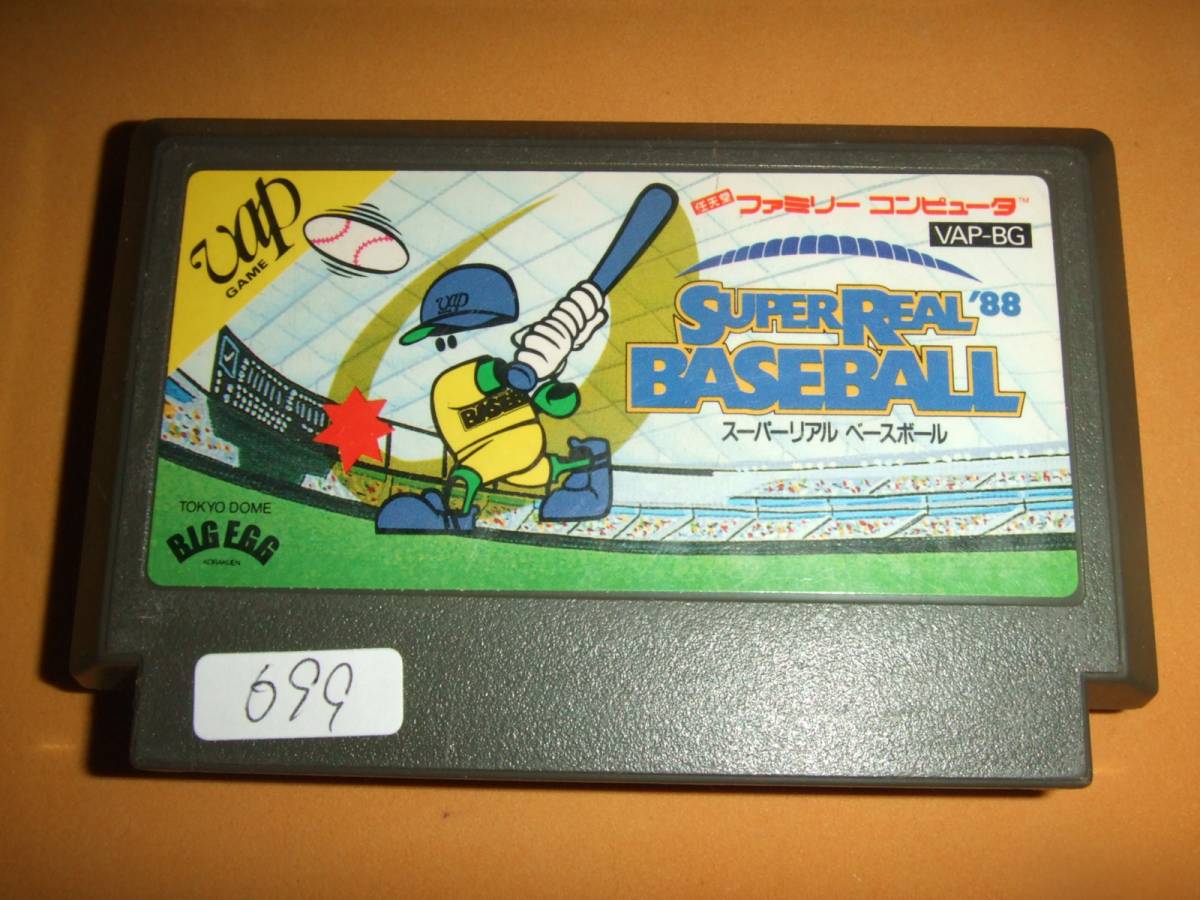 vap
GAME
任天堂 ファミリー コンピュータ™
VAP-BG
SUPER REAL '88
BASEBALL
スーパーリアル ベースボール
vap
BASEB
TOKYO DOME
BIG EGG
KORAKUEN
699